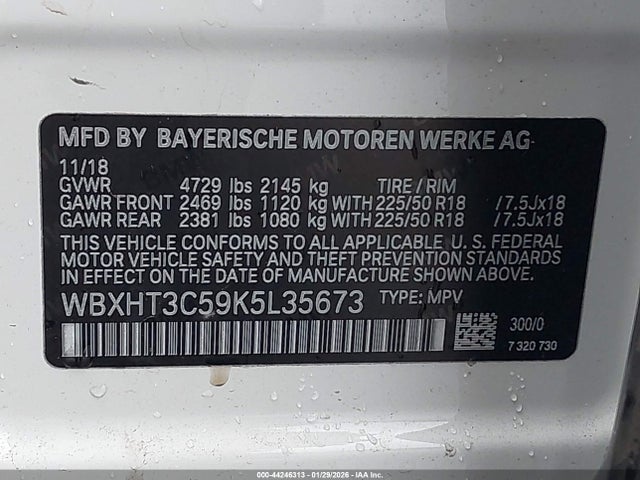 MFD BY BAYERISCHE MOTOREN WERKE AG
11/18
GVWR 4729 lbs 2145 kg TIRE / RIM
GAWR FRONT 2469 lbs 1120 kg WITH 225/50 R18 /7.5Jx18
GAWR REAR 2381 lbs 1080 kg WITH 225/50 R18 /7.5Jx18
THIS VEHICLE CONFORMS TO ALL APPLICABLE, U. S. FEDERAL
MOTOR VEHICLE SAFETY AND THEFT PREVENTION STANDARDS
IN EFFECT ON THE DATE OF MANUFACTURE SHOWN ABOVE.
WBXHT3C59K5L35673 TYPE: MPV
300/0
7 320 730
000-44246313 - 01/29/2026 - © IAA Inc.